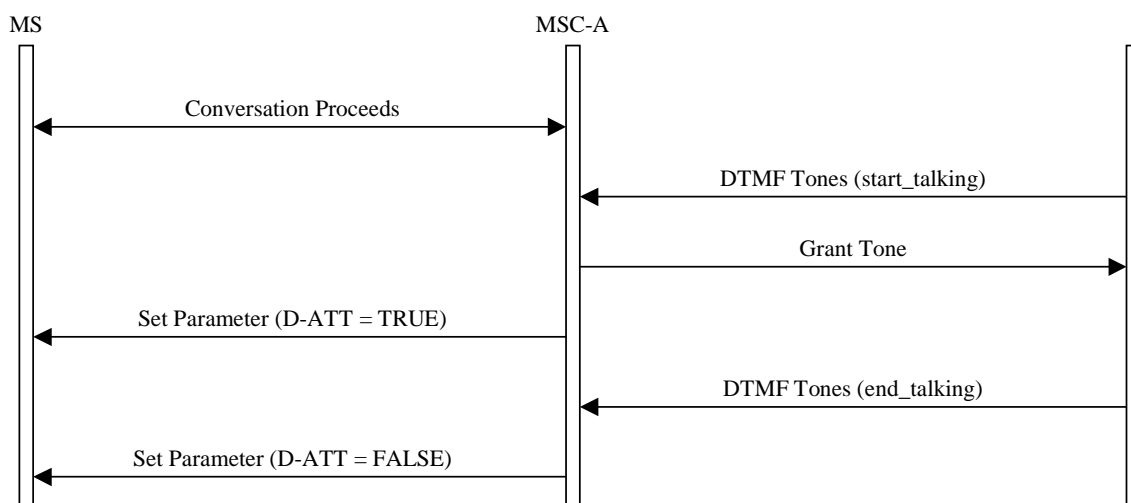 MS
MSC-A
Conversation Proceeds
DTMF Tones (start_talking)
Grant Tone
Set Parameter (D-ATT = TRUE)
DTMF Tones (end_talking)
Set Parameter (D-ATT = FALSE)